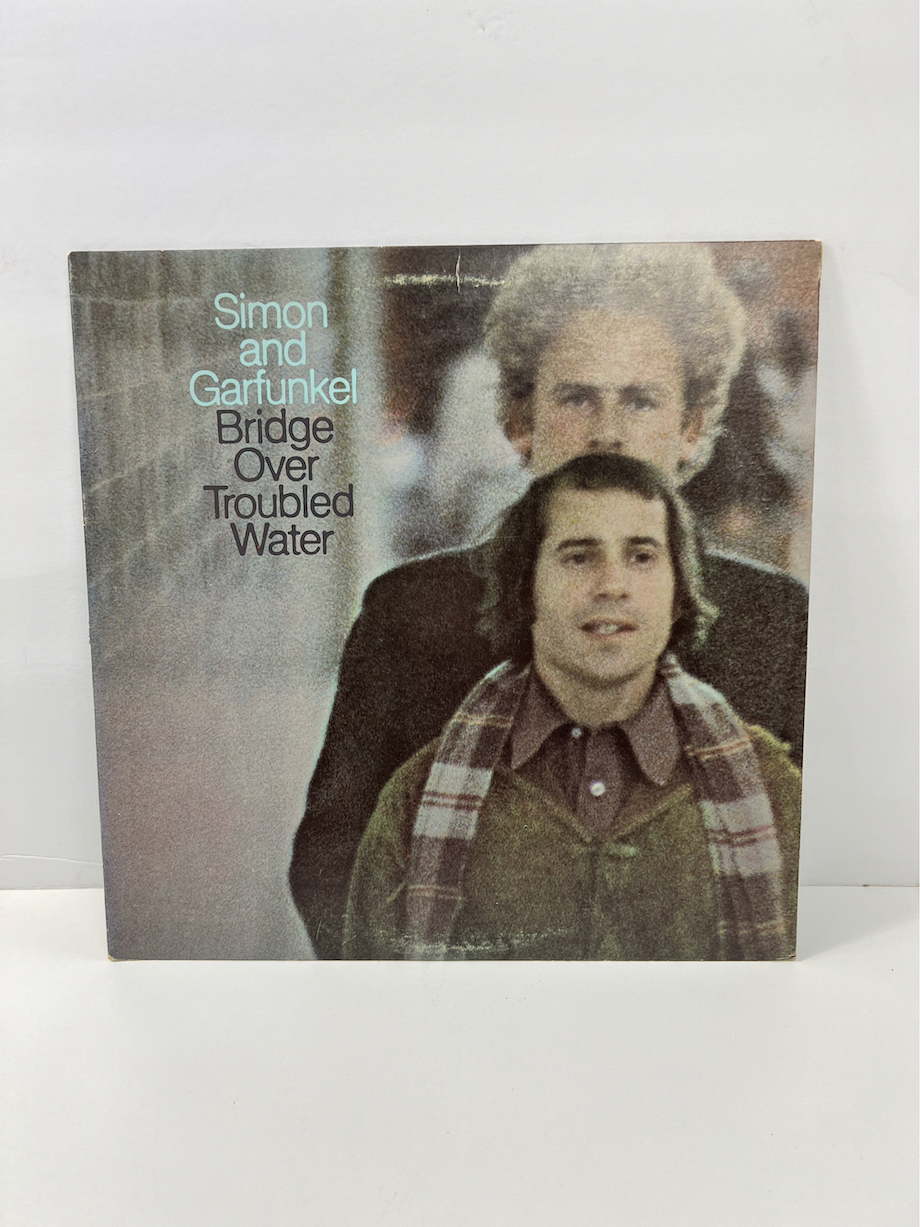 Simon
and
Garfunkel
Bridge
Over
Troubled
Water